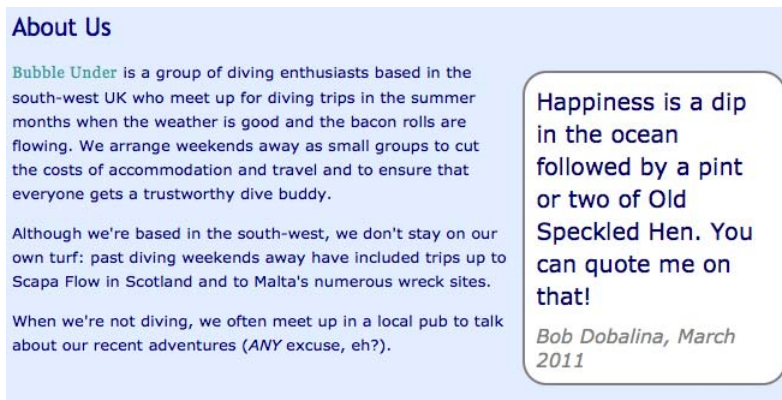 About Us
Bubble Under is a group of diving enthusiasts based in the
south-west UK who meet up for diving trips in the summer
months when the weather is good and the bacon rolls are
flowing. We arrange weekends away as small groups to cut
the costs of accommodation and travel and to ensure that
everyone gets a trustworthy dive buddy.
Although we're based in the south-west, we don't stay on our
own turf: past diving weekends away have included trips up to
Scapa Flow in Scotland and to Malta's numerous wreck sites.
When we're not diving, we often meet up in a local pub to talk
about our recent adventures (ANY excuse, eh?).
Happiness is a dip
in the ocean
followed by a pint
or two of Old
Speckled Hen. You
can quote me on
that!
Bob Dobalina, March
2011